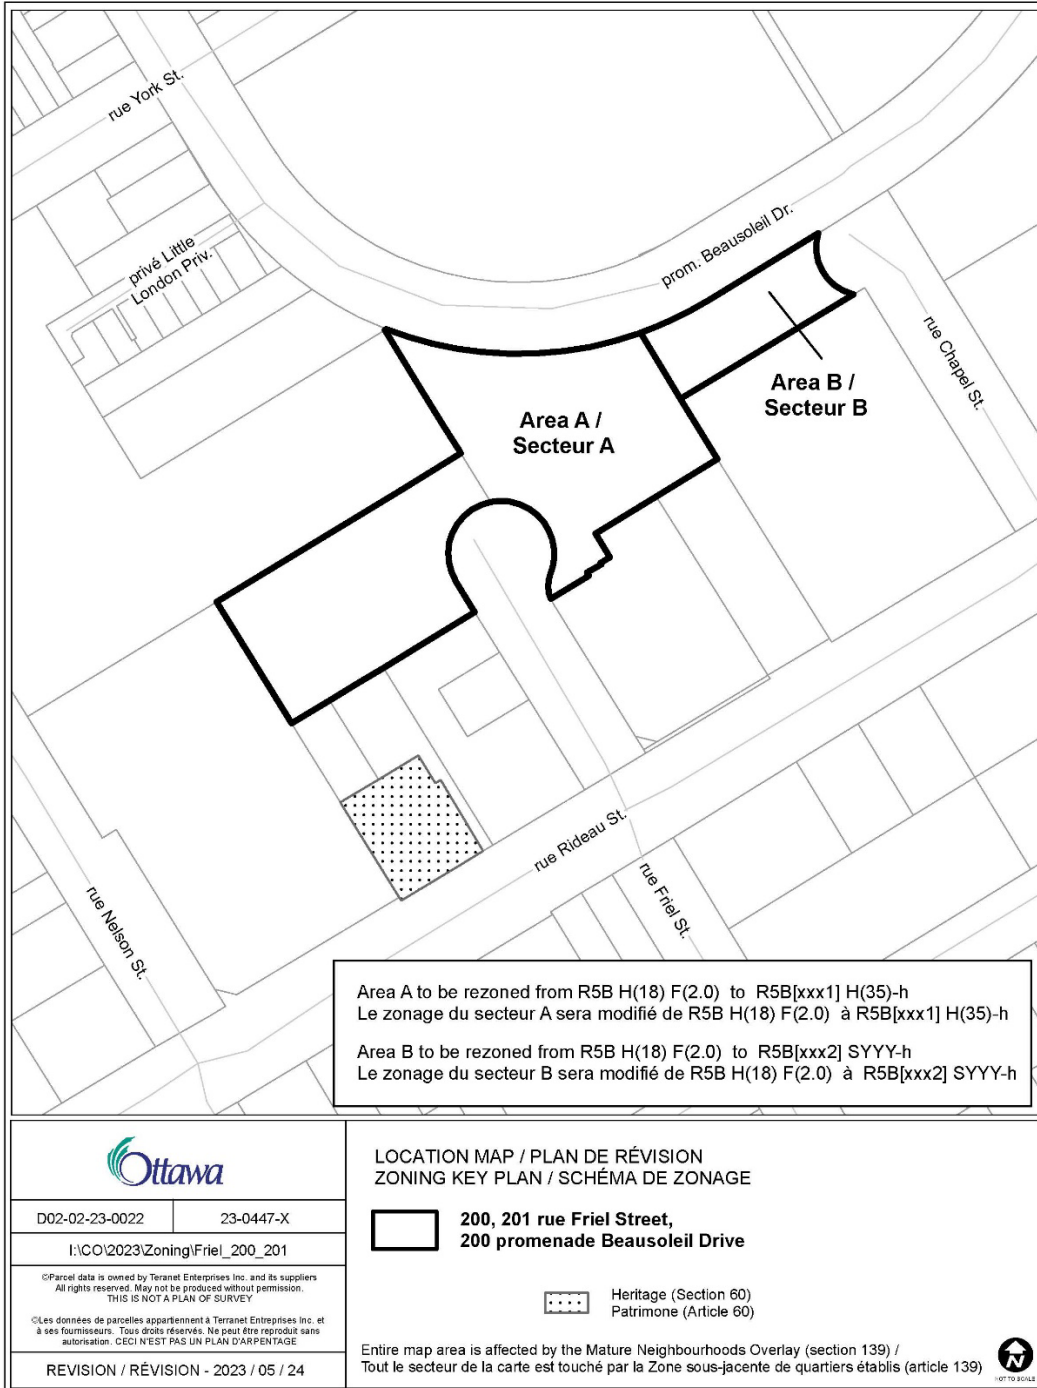 rue York St.
privé Little
London Priv.
prom. Beausoleil Dr.
rue Chapel St.
Area A /
Secteur A
Area B /
Secteur B
rue Rideau St.
rue Friel St.
rue Nelson St.
Area A to be rezoned from R5B H(18) F(2.0) to R5B[xxx1] H(35)-h
Le zonage du secteur A sera modifié de R5B H(18) F(2.0) à R5B[xxx1] H(35)-h
Area B to be rezoned from R5B H(18) F(2.0) to R5B[xxx2] SYYY-h
Le zonage du secteur B sera modifié de R5B H(18) F(2.0) à R5B[xxx2] SYYY-h
Ottawa
D02-02-23-0022
23-0447-X
I:\CO\2023\Zoning\Friel_200_201
©Parcel data is owned by Teranet Enterprises Inc. and its suppliers
All rights reserved. May not be produced without permission.
THIS IS NOT A PLAN OF SURVEY
©Les données de parcelles appartiennent à Terranet Entreprises Inc. et
à ses fournisseurs. Tous droits réservés. Ne peut être reproduit sans
autorisation. CECI N'EST PAS UN PLAN D'ARPENTAGE
REVISION / RÉVISION - 2023 / 05 / 24
LOCATION MAP / PLAN DE RÉVISION
ZONING KEY PLAN / SCHÉMA DE ZONAGE
200, 201 rue Friel Street,
200 promenade Beausoleil Drive
Heritage (Section 60)
Patrimone (Article 60)
Entire map area is affected by the Mature Neighbourhoods Overlay (section 139) /
Tout le secteur de la carte est touché par la Zone sous-jacente de quartiers établis (article 139)
N
NOT TO SCALE